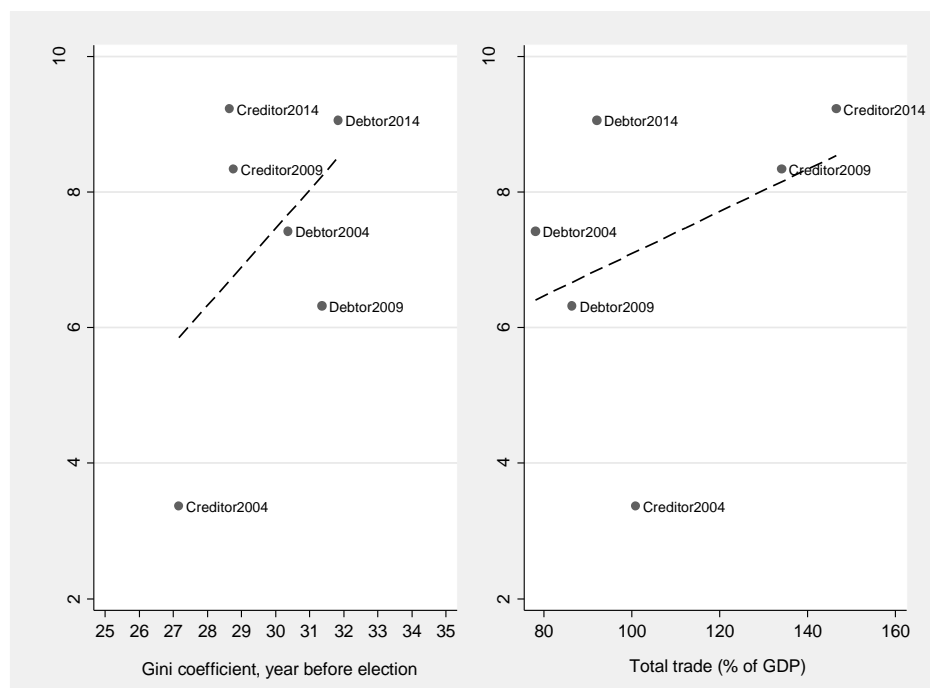 10
8
6
4
2
Creditor2014
Debtor2014
Creditor2009
Debtor2004
Debtor2009
Creditor2004
25 26 27 28 29 30 31 32 33 34 35
Gini coefficient, year before election
10
8
6
4
2
Creditor2014
Debtor2014
Creditor2009
Debtor2004
Debtor2009
Creditor2004
80 100 120 140 160
Total trade (% of GDP)